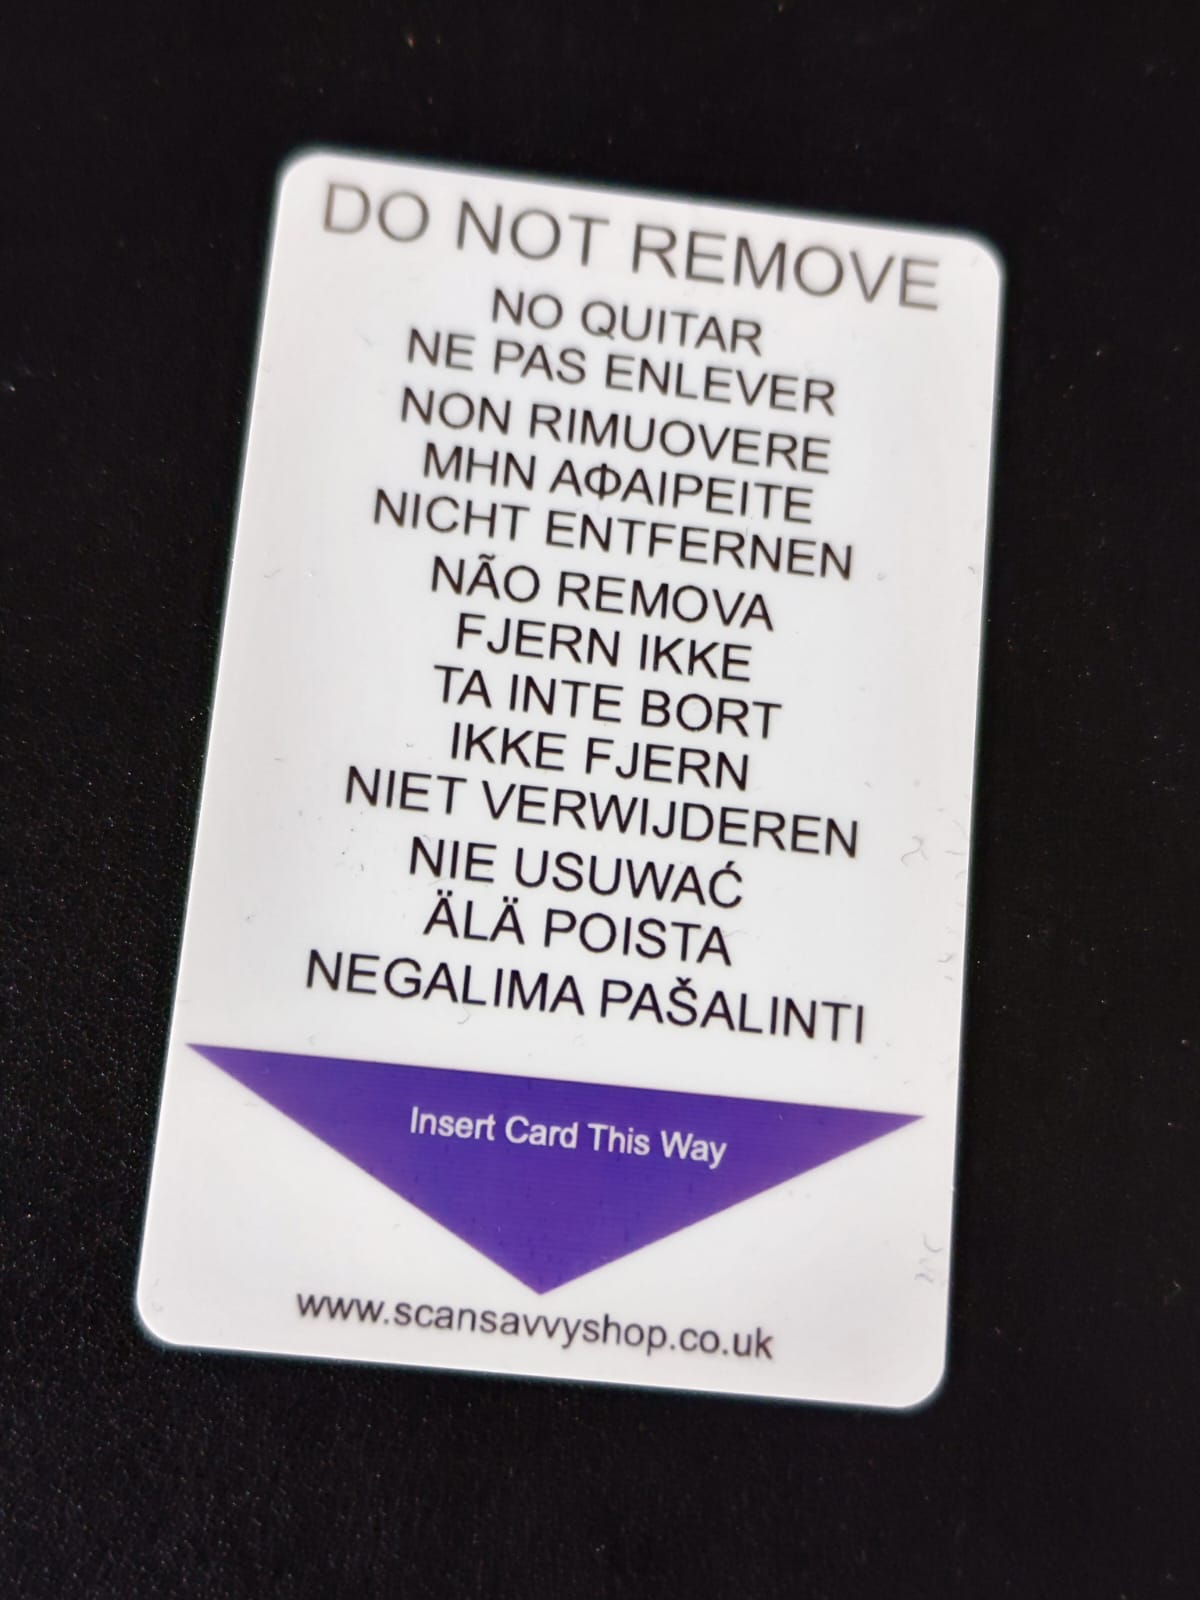 DO NOT REMOVE
NO QUITAR
NE PAS ENLEVER
NON RIMUOVERE
ΜΗΝ ΑΦΑΙΡΕΙΤΕ
NICHT ENTFERNEN
NÃO REMOVA
FJERN IKKE
TA INTE BORT
IKKE FJERN
NIET VERWIJDEREN
NIE USUWAĆ
ÄLÄ POISTA
NEGALIMA PAŠALINTI
Insert Card This Way
www.scansavvyshop.co.uk